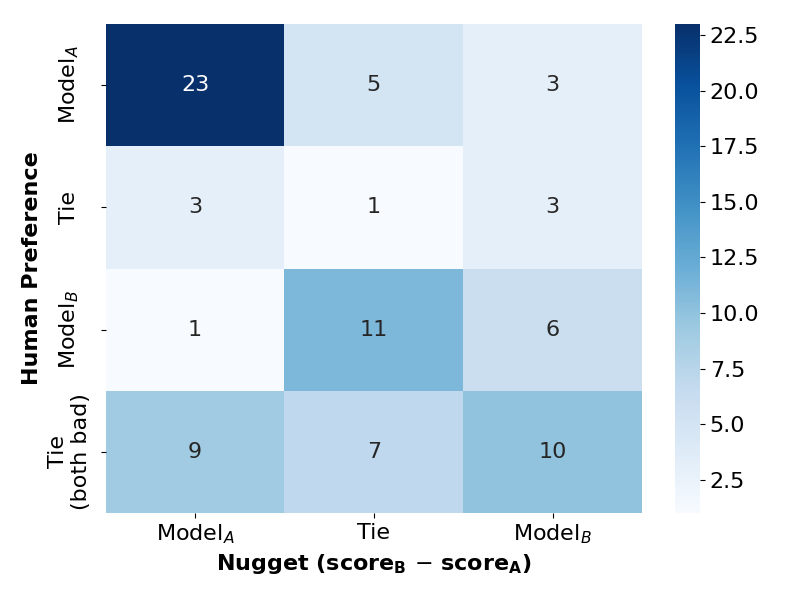 Human Preference
Model_A
23 5 3
Tie
3 1 3
Model_B
1 11 6
Tie
(both bad)
9 7 10
Model_A Tie Model_B
Nugget (score_B − score_A)
22.5
20.0
17.5
15.0
12.5
10.0
7.5
5.0
2.5